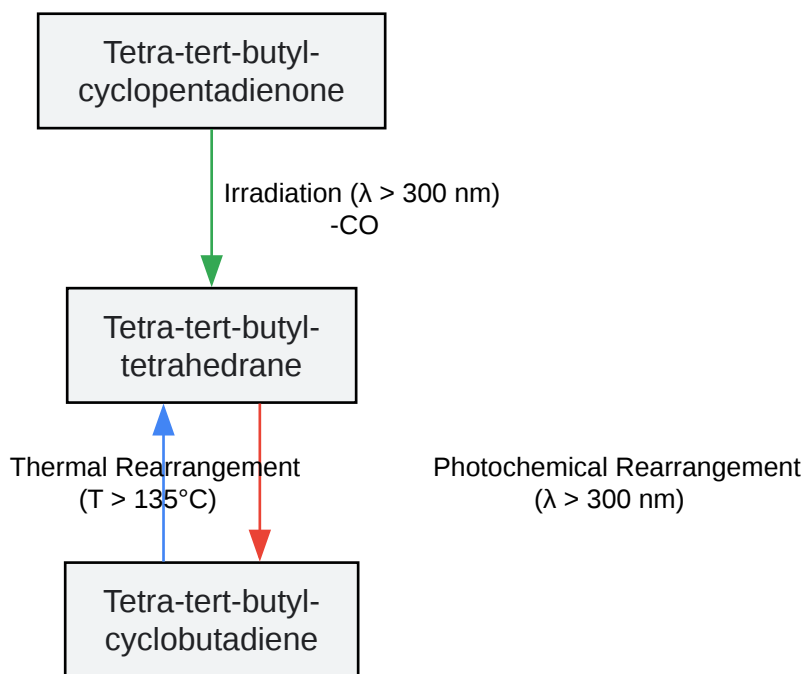 Tetra-tert-butyl-
cyclopentadienone
Irradiation (λ > 300 nm)
-CO
Tetra-tert-butyl-
tetrahedrane
Thermal Rearrangement
(T > 135°C)
Photochemical Rearrangement
(λ > 300 nm)
Tetra-tert-butyl-
cyclobutadiene